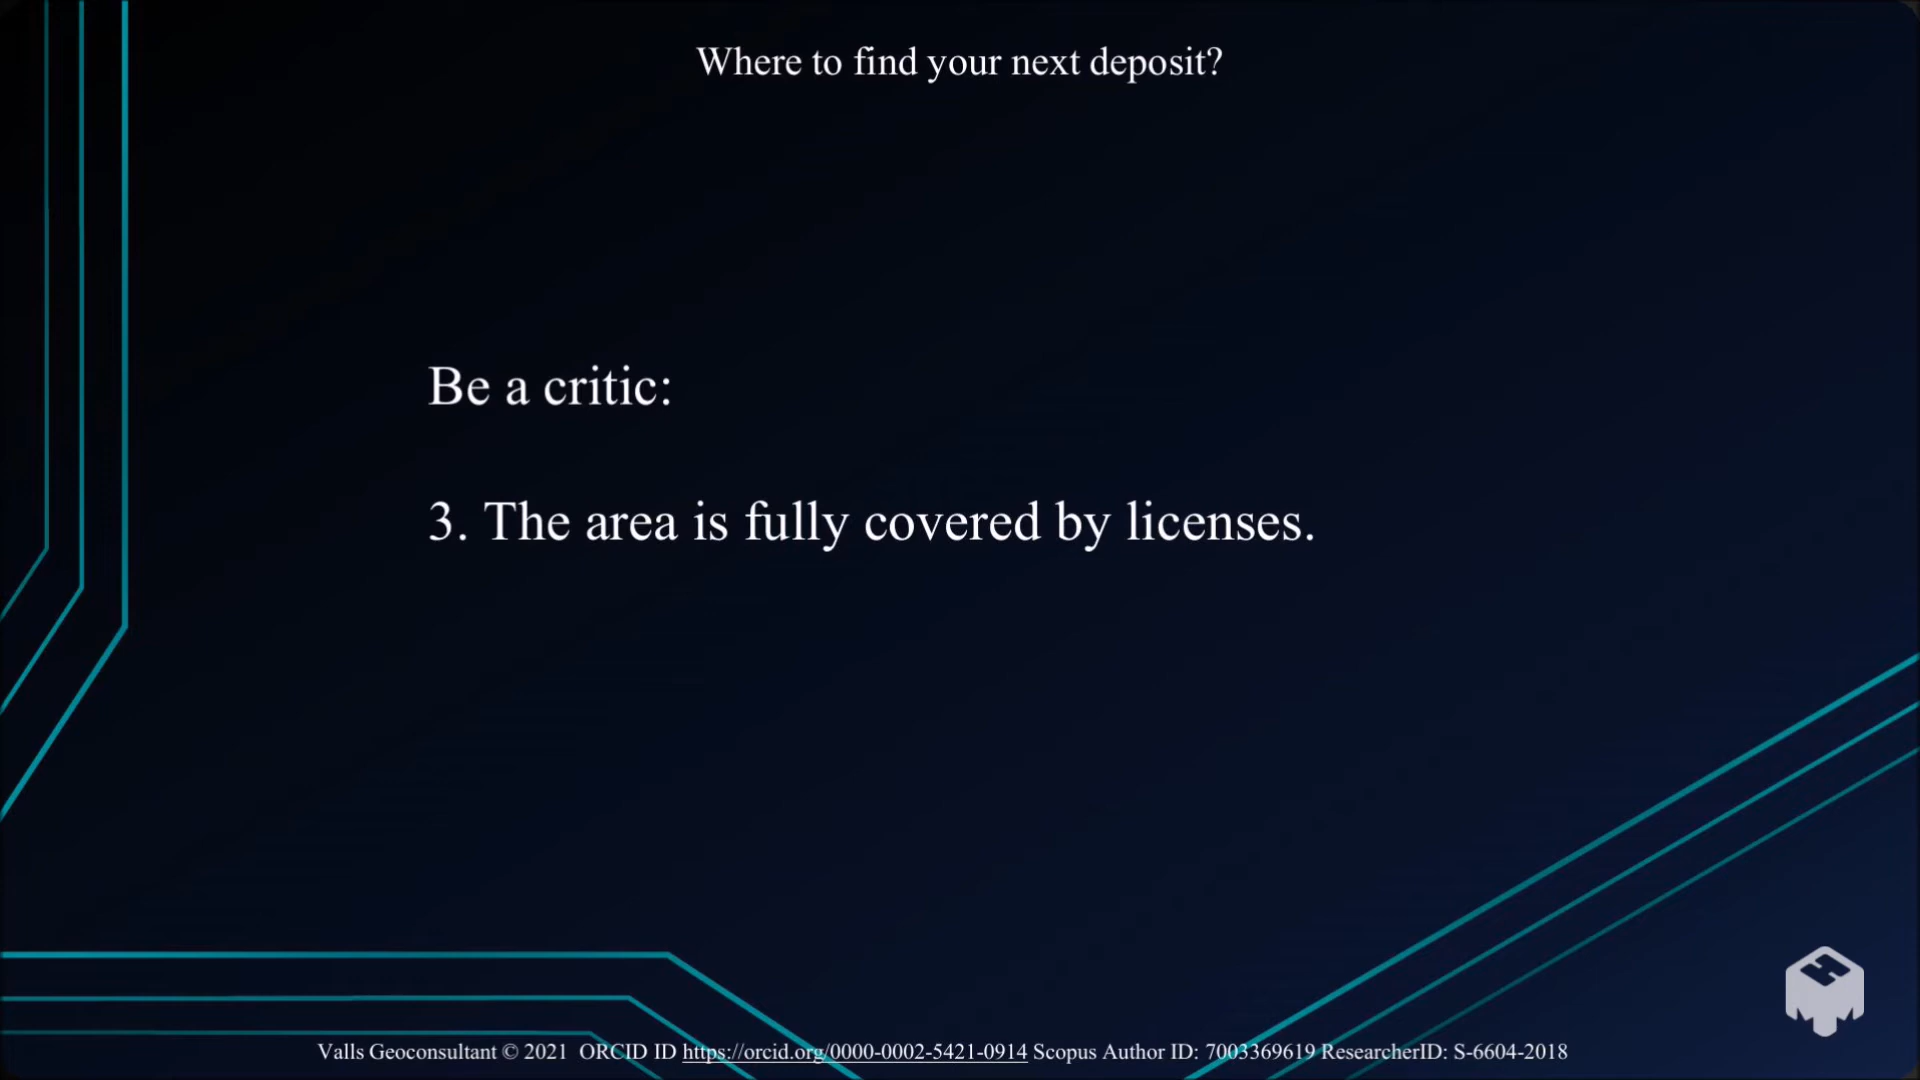 Where to find your next deposit?
Be a critic:
3. The area is fully covered by licenses.
Valls Geoconsultant © 2021 ORCID ID https://orcid.org/0000-0002-5421-0914 Scopus Author ID: 7003369619 ResearcherID: S-6604-2018